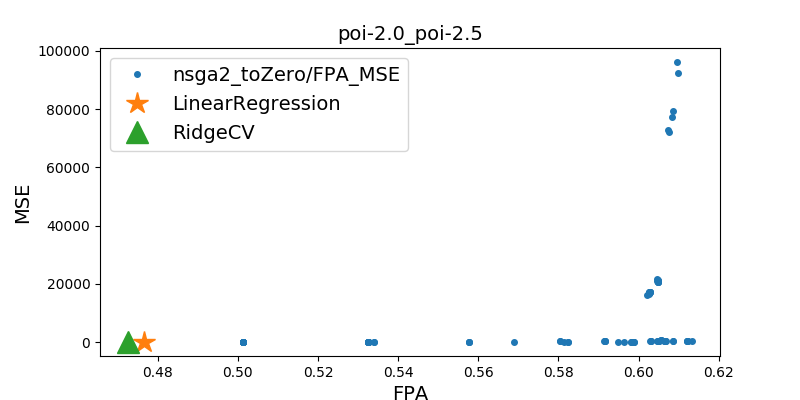 poi-2.0_poi-2.5
100000
80000
60000
40000
20000
0
MSE
nsga2_toZero/FPA_MSE
LinearRegression
RidgeCV
0.48 0.50 0.52 0.54 0.56 0.58 0.60 0.62
FPA